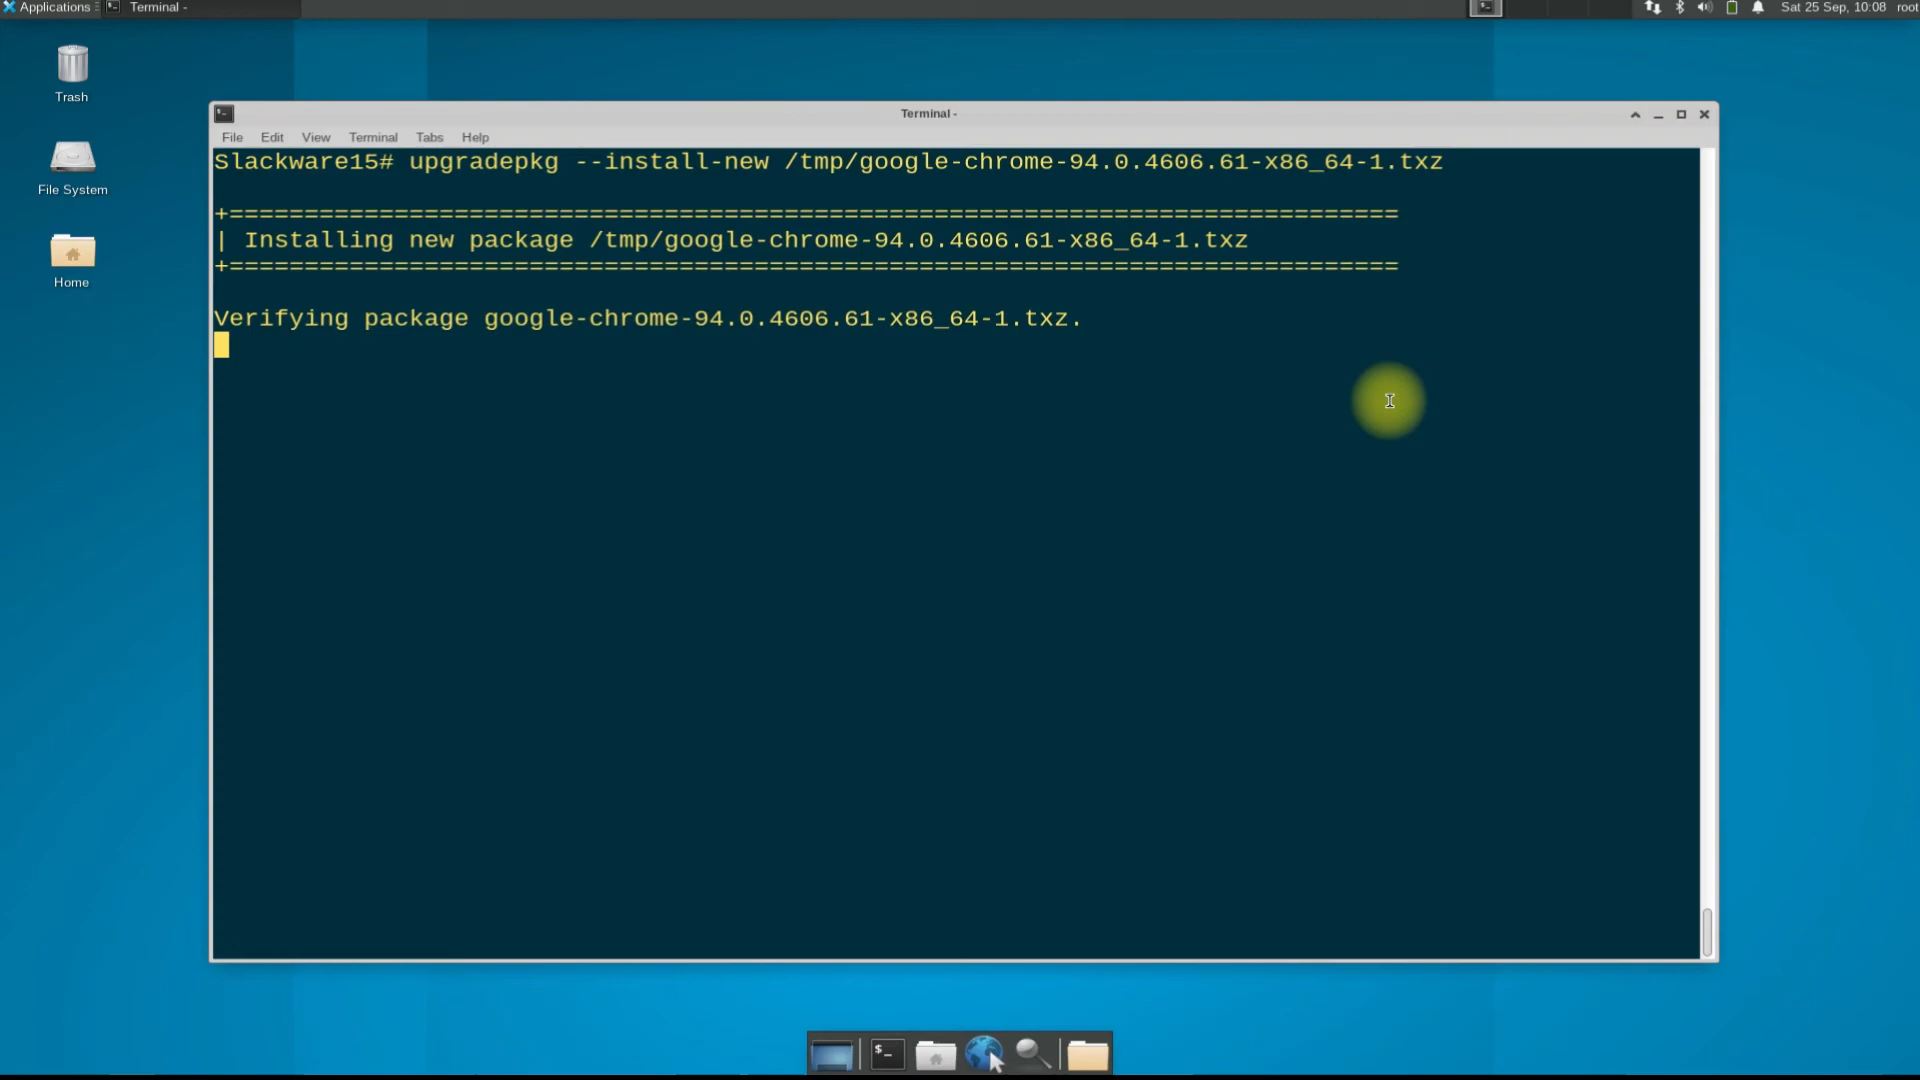 Applications
Terminal -
Sat 25 Sep, 10:08
root
Trash
File System
Home
Terminal -
File Edit View Terminal Tabs Help
Slackware15# upgradepkg --install-new /tmp/google-chrome-94.0.4606.61-x86_64-1.txz
+==============================================================================
| Installing new package /tmp/google-chrome-94.0.4606.61-x86_64-1.txz
+==============================================================================
Verifying package google-chrome-94.0.4606.61-x86_64-1.txz.